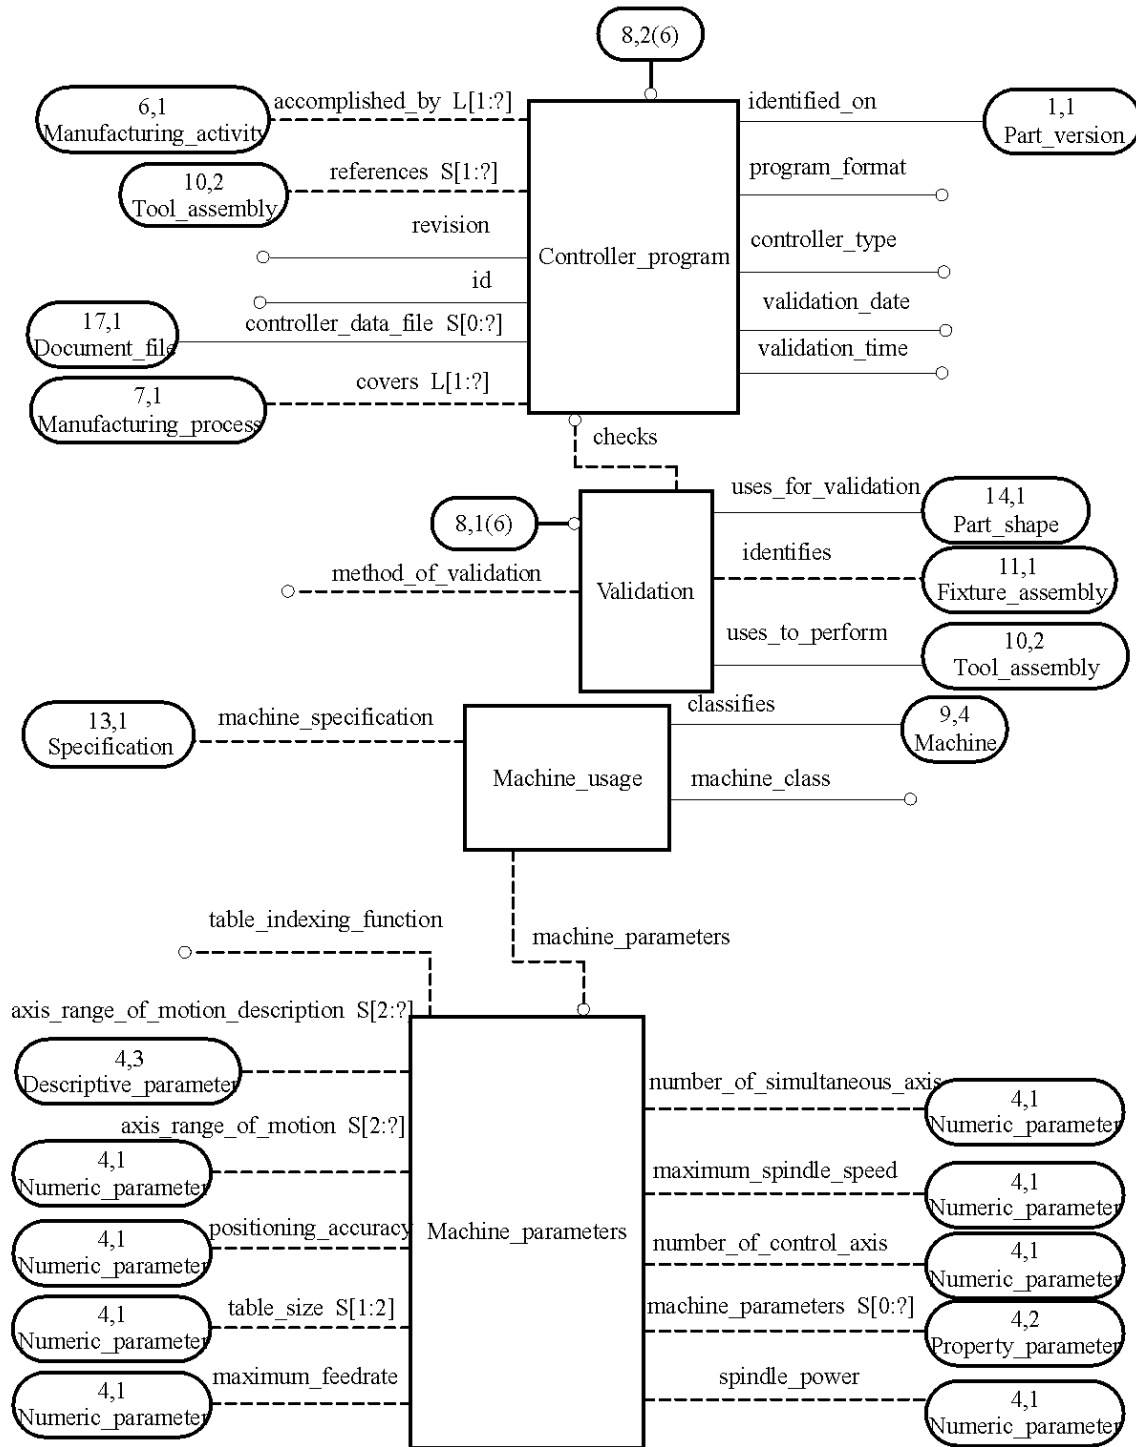 8,2(6)
accomplished_by L[1:?]
identified_on
6,1
Manufacturing_activity
1,1
Part_version
references S[1:?]
program_format
10,2
Tool_assembly
revision
controller_type
Controller_program
id
validation_date
controller_data_file S[0:?]
17,1
Document_file
validation_time
covers L[1:?]
7,1
Manufacturing_process
checks
uses_for_validation
14,1
Part_shape
8,1(6)
identifies
method_of_validation
11,1
Fixture_assembly
Validation
uses_to_perform
10,2
Tool_assembly
classifies
machine_specification
13,1
Specification
9,4
Machine
Machine_usage
machine_class
table_indexing_function
machine_parameters
axis_range_of_motion_description S[2:?]
4,3
Descriptive_parameter
number_of_simultaneous_axis
4,1
Numeric_parameter
axis_range_of_motion S[2:?]
4,1
Numeric_parameter
maximum_spindle_speed
4,1
Numeric_parameter
positioning_accuracy
4,1
Numeric_parameter
Machine_parameters
number_of_control_axis
4,1
Numeric_parameter
table_size S[1:2]
4,1
Numeric_parameter
machine_parameters S[0:?]
4,2
Property_parameter
maximum_feedrate
4,1
Numeric_parameter
spindle_power
4,1
Numeric_parameter